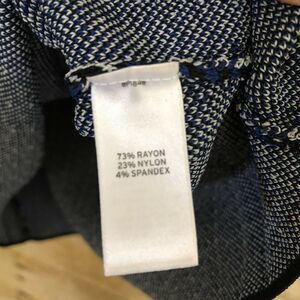 73% RAYON
23% NYLON
4% SPANDEX